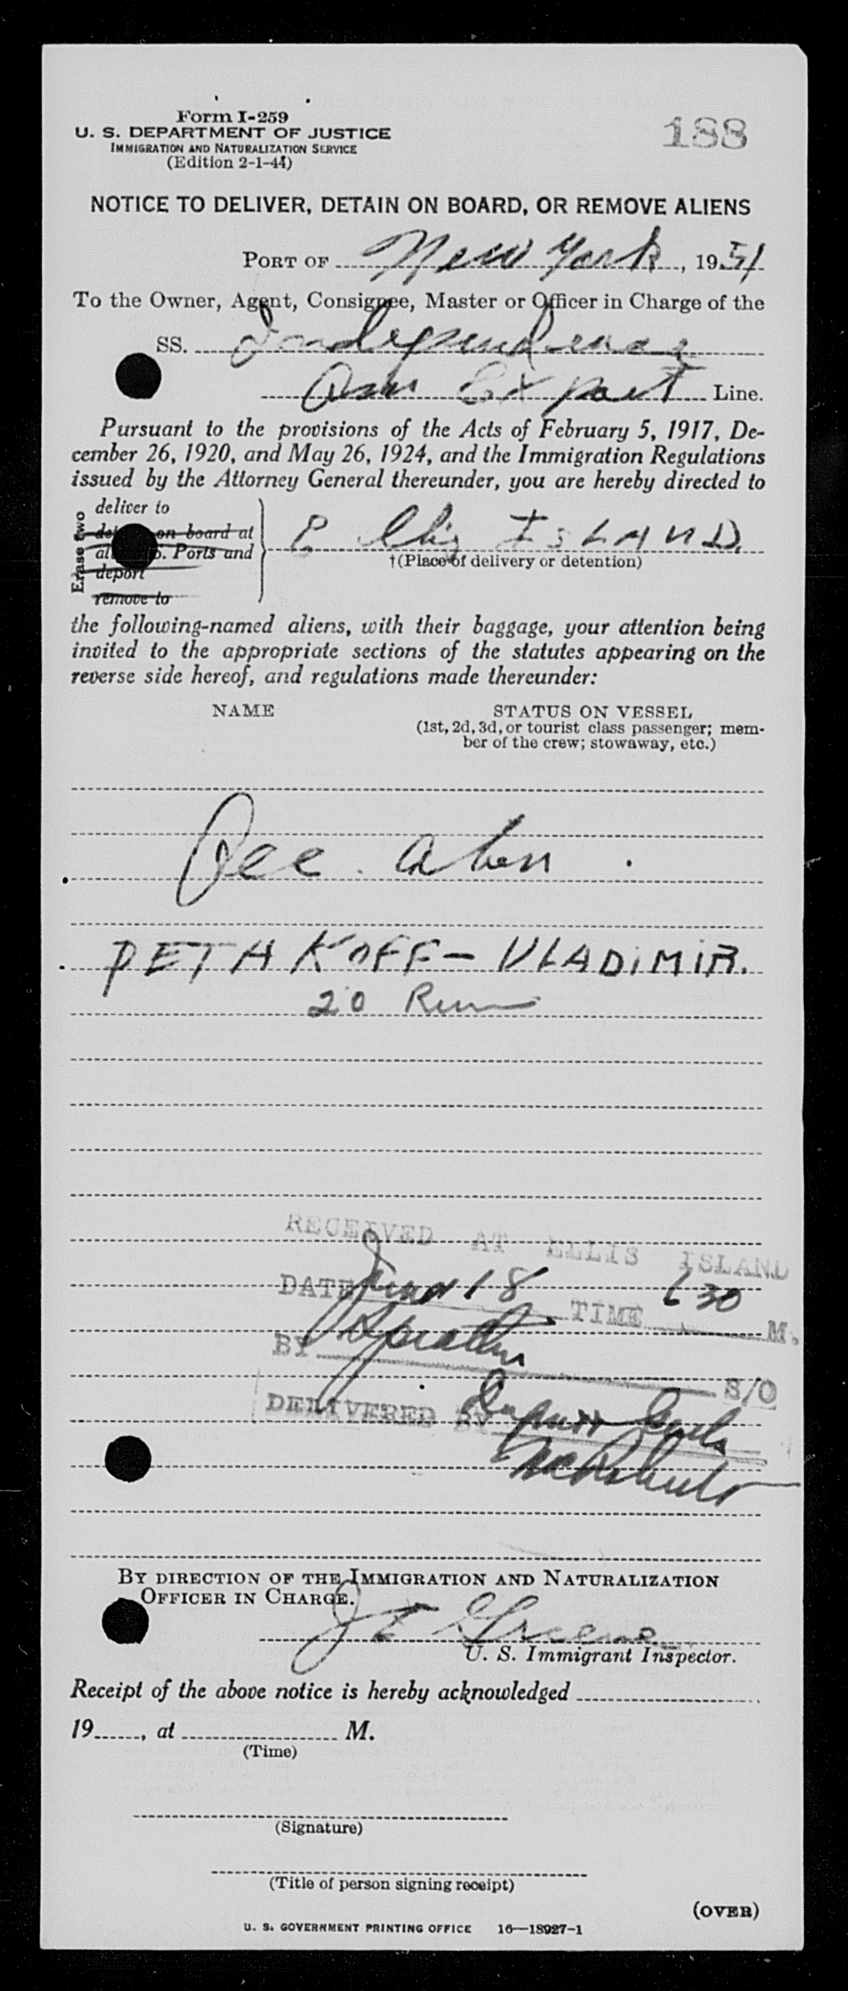 Form I-259
U. S. DEPARTMENT OF JUSTICE
IMMIGRATION AND NATURALIZATION SERVICE
(Edition 2-1-44)
188
NOTICE TO DELIVER, DETAIN ON BOARD, OR REMOVE ALIENS
PORT OF New York, 1951
To the Owner, Agent, Consignee, Master or Officer in Charge of the
SS. Independence
Am Export Line.
Pursuant to the provisions of the Acts of February 5, 1917, De-
cember 26, 1920, and May 26, 1924, and the Immigration Regulations
issued by the Attorney General thereunder, you are hereby directed to
Erase two
deliver to
on board at
Ports and
deport
remove to
ISLAND
†(Place of delivery or detention)
the following-named aliens, with their baggage, your attention being
invited to the appropriate sections of the statutes appearing on the
reverse side hereof, and regulations made thereunder:
NAME
STATUS ON VESSEL
(1st, 2d, 3d, or tourist class passenger; mem-
ber of the crew; stowaway, etc.)
PETAKOFF - VLADIMIR.
20
RECEIVED AT ELLIS ISLAND
DATE 18 TIME 630 M.
BY S/O
DELIVERED BY
BY DIRECTION OF THE IMMIGRATION AND NATURALIZATION
OFFICER IN CHARGE.
Greene
U. S. Immigrant Inspector.
Receipt of the above notice is hereby acknowledged
19 , at M.
(Time)
(Signature)
(Title of person signing receipt)
(OVER)
U. S. GOVERNMENT PRINTING OFFICE 16—18927-1